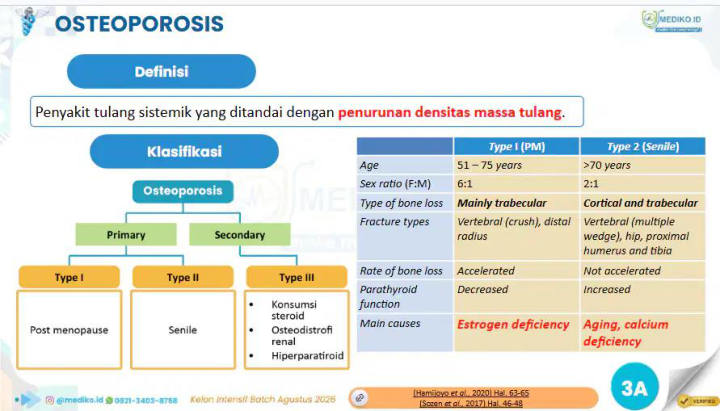 OSTEOPOROSIS
MEDIKO.ID
Definisi
Penyakit tulang sistemik yang ditandai dengan penurunan densitas massa tulang.
Klasifikasi
Osteoporosis
Primary
Secondary
Type I
Type II
Type III
Post menopause
Senile
• Konsumsi
steroid
• Osteodistrofi
renal
• Hiperparatiroid
Type I (PM) Type 2 (Senile)
Age 51 – 75 years >70 years
Sex ratio (F:M) 6:1 2:1
Type of bone loss Mainly trabecular Cortical and trabecular
Fracture types Vertebral (crush), distal Vertebral (multiple
radius wedge), hip, proximal
humerus and tibia
Rate of bone loss Accelerated Not accelerated
Parathyroid Decreased Increased
function
Main causes Estrogen deficiency Aging, calcium
deficiency
@mediko.id 0821-3403-8768 Kelon Intensif Batch Agustus 2026
(Hamijoyo et al., 2020) Hal. 63-65
(Sozen et al., 2017) Hal. 46-48
3A
VERIFIED